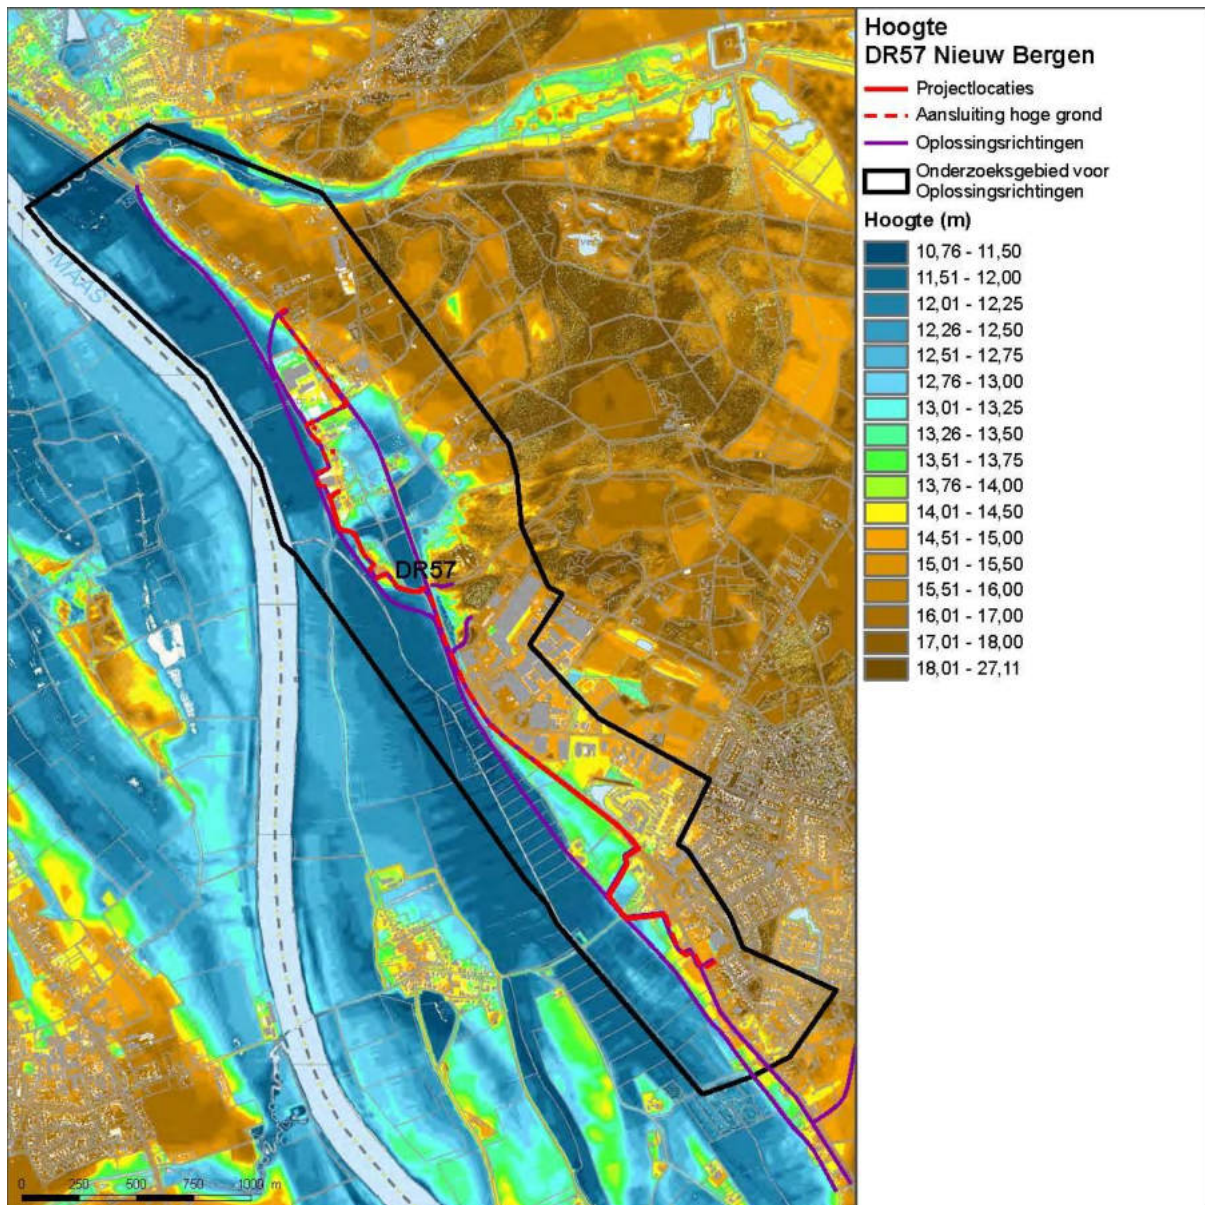 Hoogte
DR57 Nieuw Bergen
Projectlocaties
Aansluiting hoge grond
Oplossingsrichtingen
Onderzoeksgebied voor
Oplossingsrichtingen
Hoogte (m)
10,76 - 11,50
11,51 - 12,00
12,01 - 12,25
12,26 - 12,50
12,51 - 12,75
12,76 - 13,00
13,01 - 13,25
13,26 - 13,50
13,51 - 13,75
13,76 - 14,00
14,01 - 14,50
14,51 - 15,00
15,01 - 15,50
15,51 - 16,00
16,01 - 17,00
17,01 - 18,00
18,01 - 27,11
MAAS
DR57
0 250 500 750 1000 m